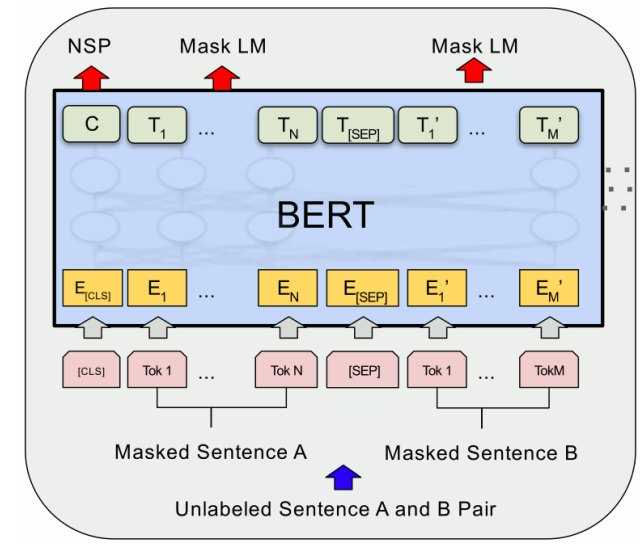 NSP Mask LM Mask LM
C T1 ... TN T[SEP] T1' ... TM'
BERT
E[CLS] E1 ... EN E[SEP] E1' ... EM'
[CLS] Tok 1 ... Tok N [SEP] Tok 1 ... TokM
Masked Sentence A Masked Sentence B
Unlabeled Sentence A and B Pair